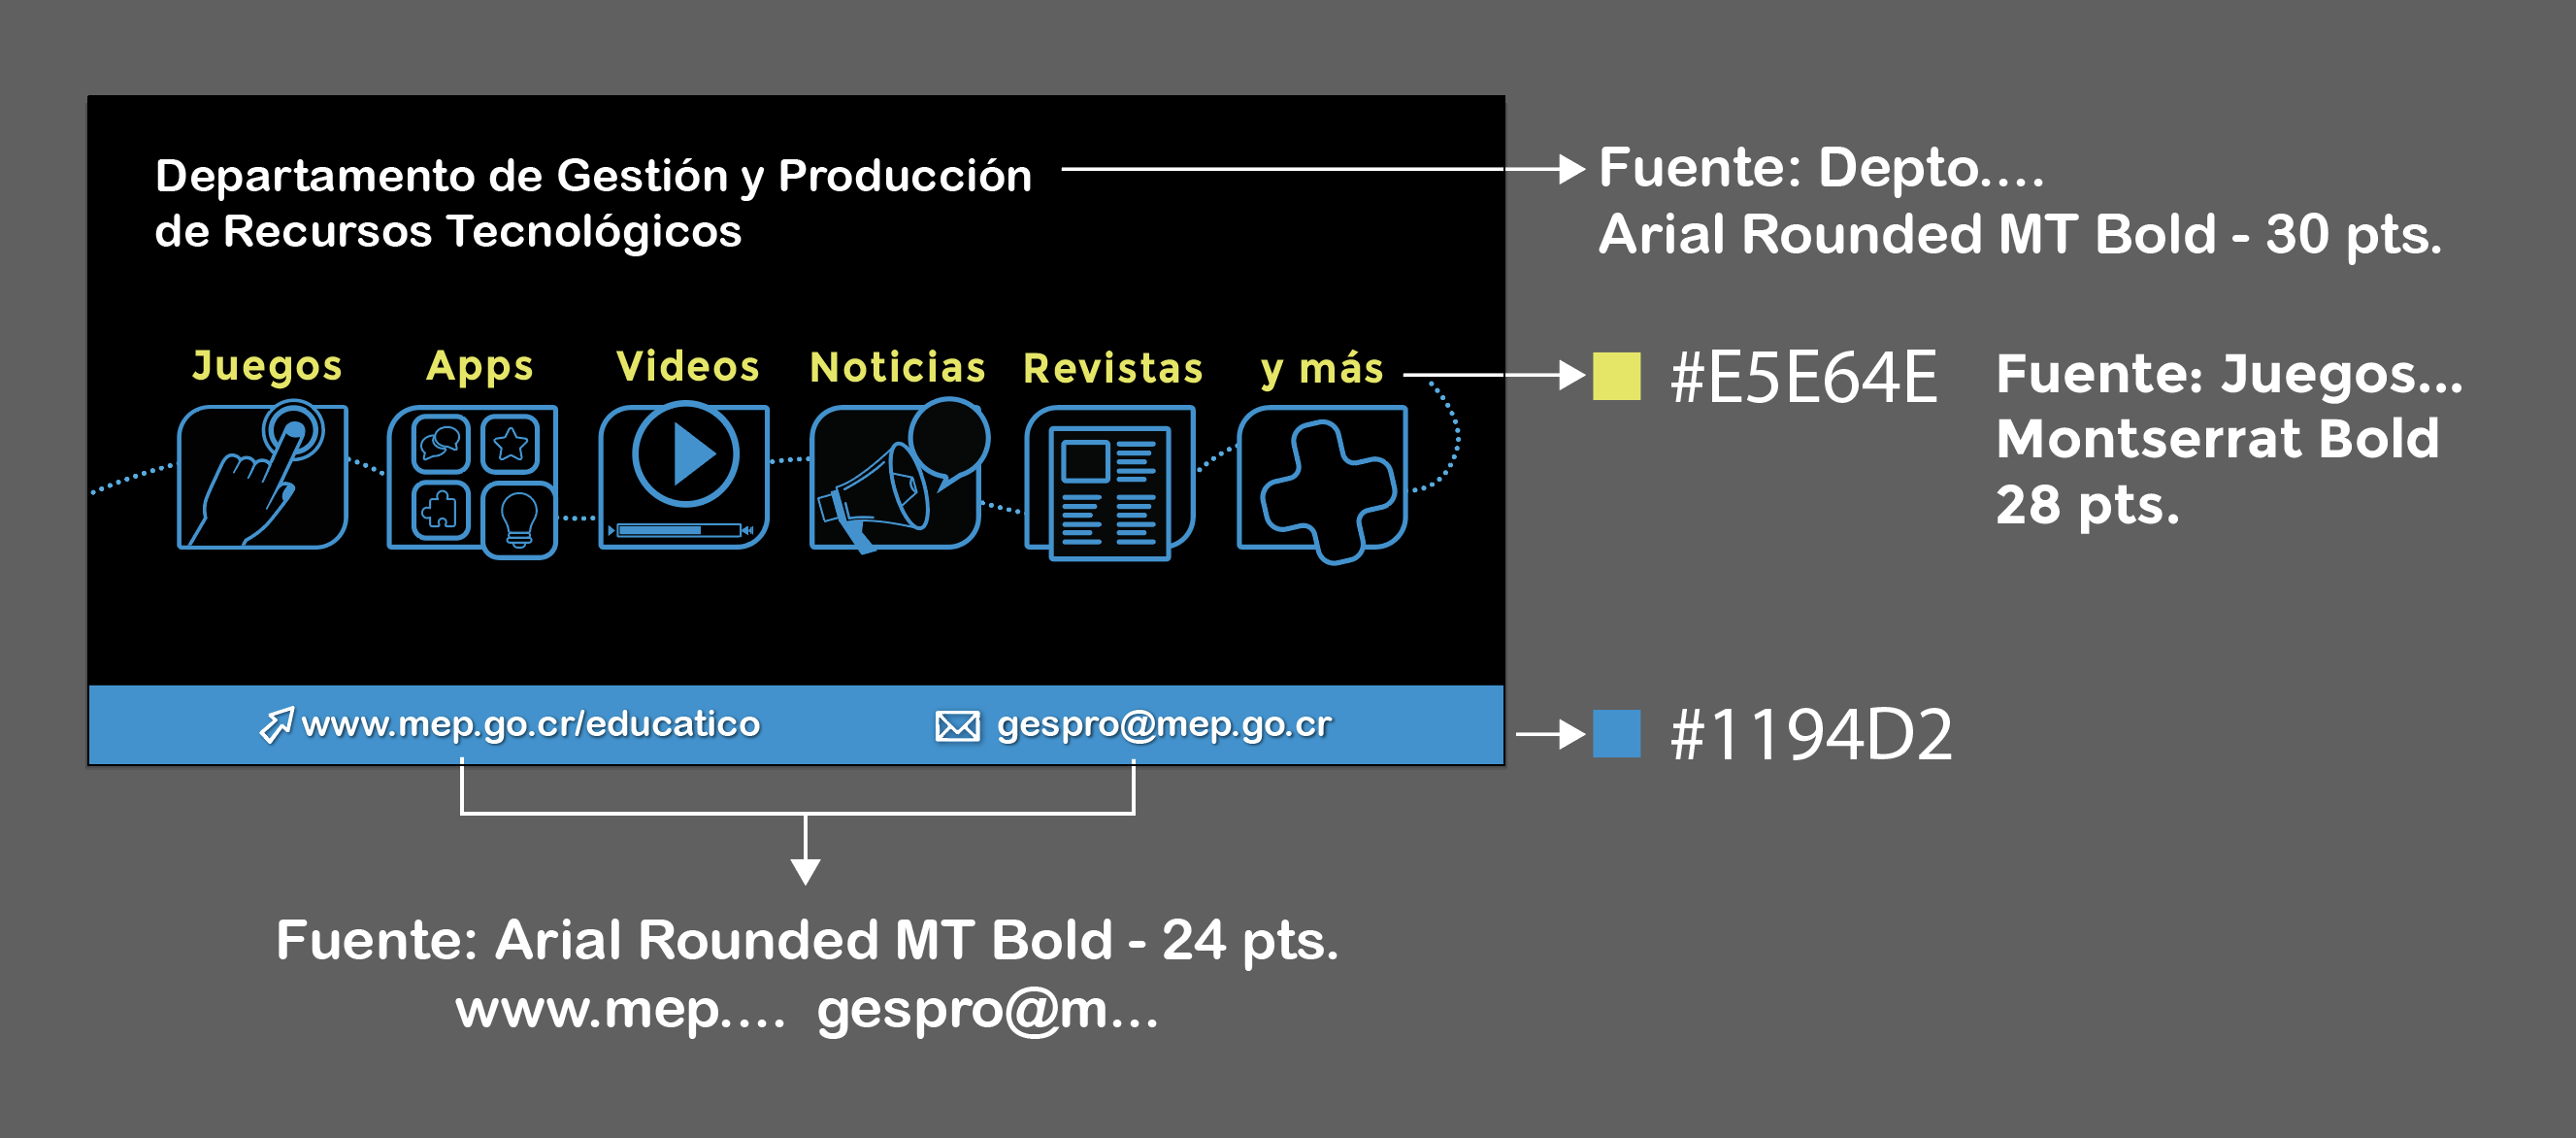 Departamento de Gestión y Producción
de Recursos Tecnológicos
Fuente: Depto....
Arial Rounded MT Bold - 30 pts.
Juegos Apps Videos Noticias Revistas y más
#E5E64E
Fuente: Juegos...
Montserrat Bold
28 pts.
www.mep.go.cr/educatico gespro@mep.go.cr
#1194D2
Fuente: Arial Rounded MT Bold - 24 pts.
www.mep.... gespro@m...